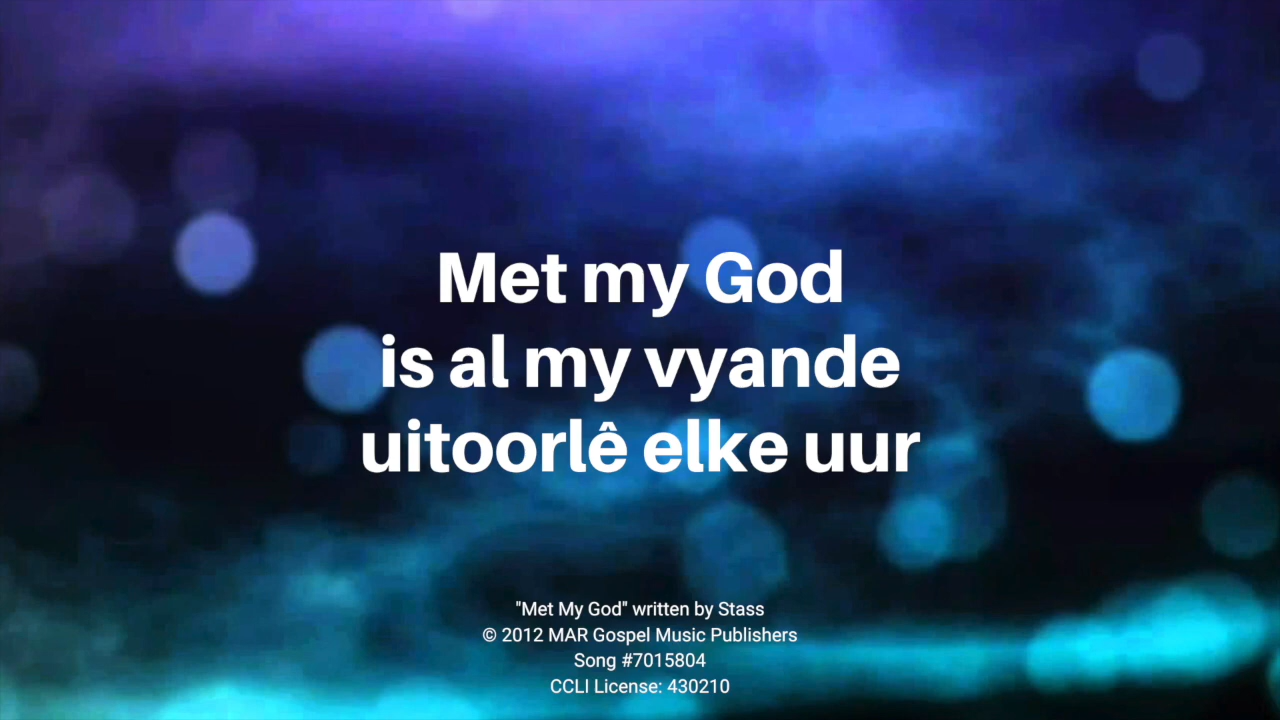 Met my God
is al my vyande
uitoorlê elke uur
"Met My God" written by Stass
© 2012 MAR Gospel Music Publishers
Song #7015804
CCLI License: 430210